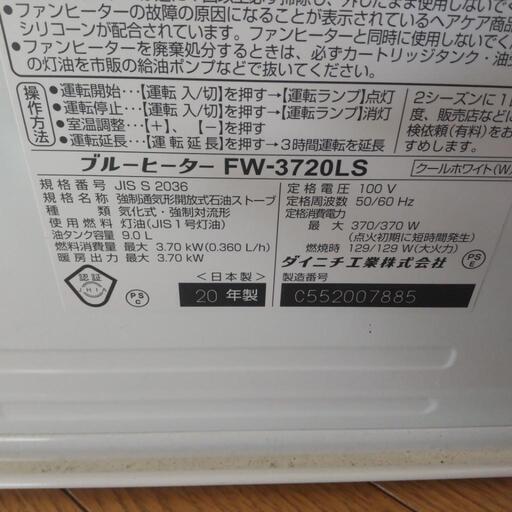 •ファンヒーターの故障の原因になることが表示されているヘアケア商品
シリコーンが配合されています。ファンヒーターと同時に使用しないで
•ファンヒーターを廃棄処分するときは、必ずカートリッジタンク・油受
の灯油を市販の給油ポンプなどで抜いてください。
操作方法
●運転開始…【運転 入/切】を押す→【運転ランプ】点灯
●運転停止…【運転 入/切】を押す→【運転ランプ】消灯
●室温調整…【+】、【-】を押す
●運転延長…【運転延長】を押す→3時間運転を延長
2シーズンに1
度、販売店など
検依頼(有料)をお
すめします。
ブルーヒーター FW-3720LS
クールホワイト(W)
規格番号 JIS S 2036
規格名称 強制通気形開放式石油ストーブ
種類 気化式・強制対流形
使用燃料 灯油(JIS1号灯油)
油タンク容量 9.0 L
燃料消費量 最大 3.70 kW(0.360 L/h)
暖房出力 最大 3.70 kW
定格電圧 100 V
定格周波数 50/60 Hz
定格消費電力
最大 370/370 W
(点火初期に短時間発生)
燃焼時 129/129 W(大火力)
ダイニチ工業株式会社
認証
JHIA
PS
C
<日本製>
20 年製
製造番号
C552007885
PS
E